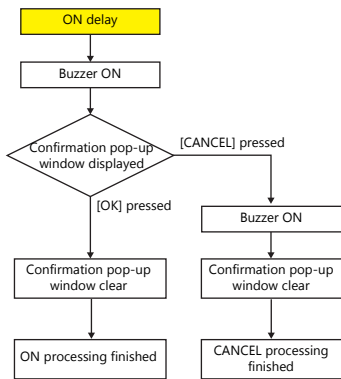 ON delay
Buzzer ON
Confirmation pop-up
window displayed
[CANCEL] pressed
[OK] pressed
Buzzer ON
Confirmation pop-up
window clear
Confirmation pop-up
window clear
ON processing finished
CANCEL processing
finished